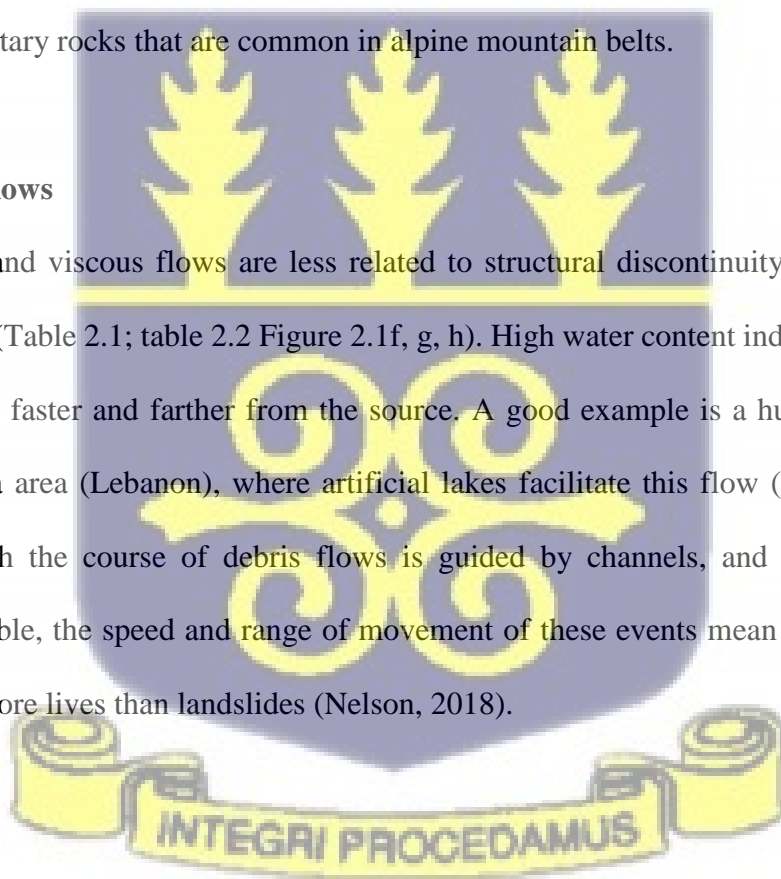 tary rocks that are common in alpine mountain belts.
lows
nd viscous flows are less related to structural discontinuity
(Table 2.1; table 2.2 Figure 2.1f, g, h). High water content ind
faster and farther from the source. A good example is a hu
area (Lebanon), where artificial lakes facilitate this flow (
h the course of debris flows is guided by channels, and
ble, the speed and range of movement of these events mean
ore lives than landslides (Nelson, 2018).
INTEGRI PROCEDAMUS